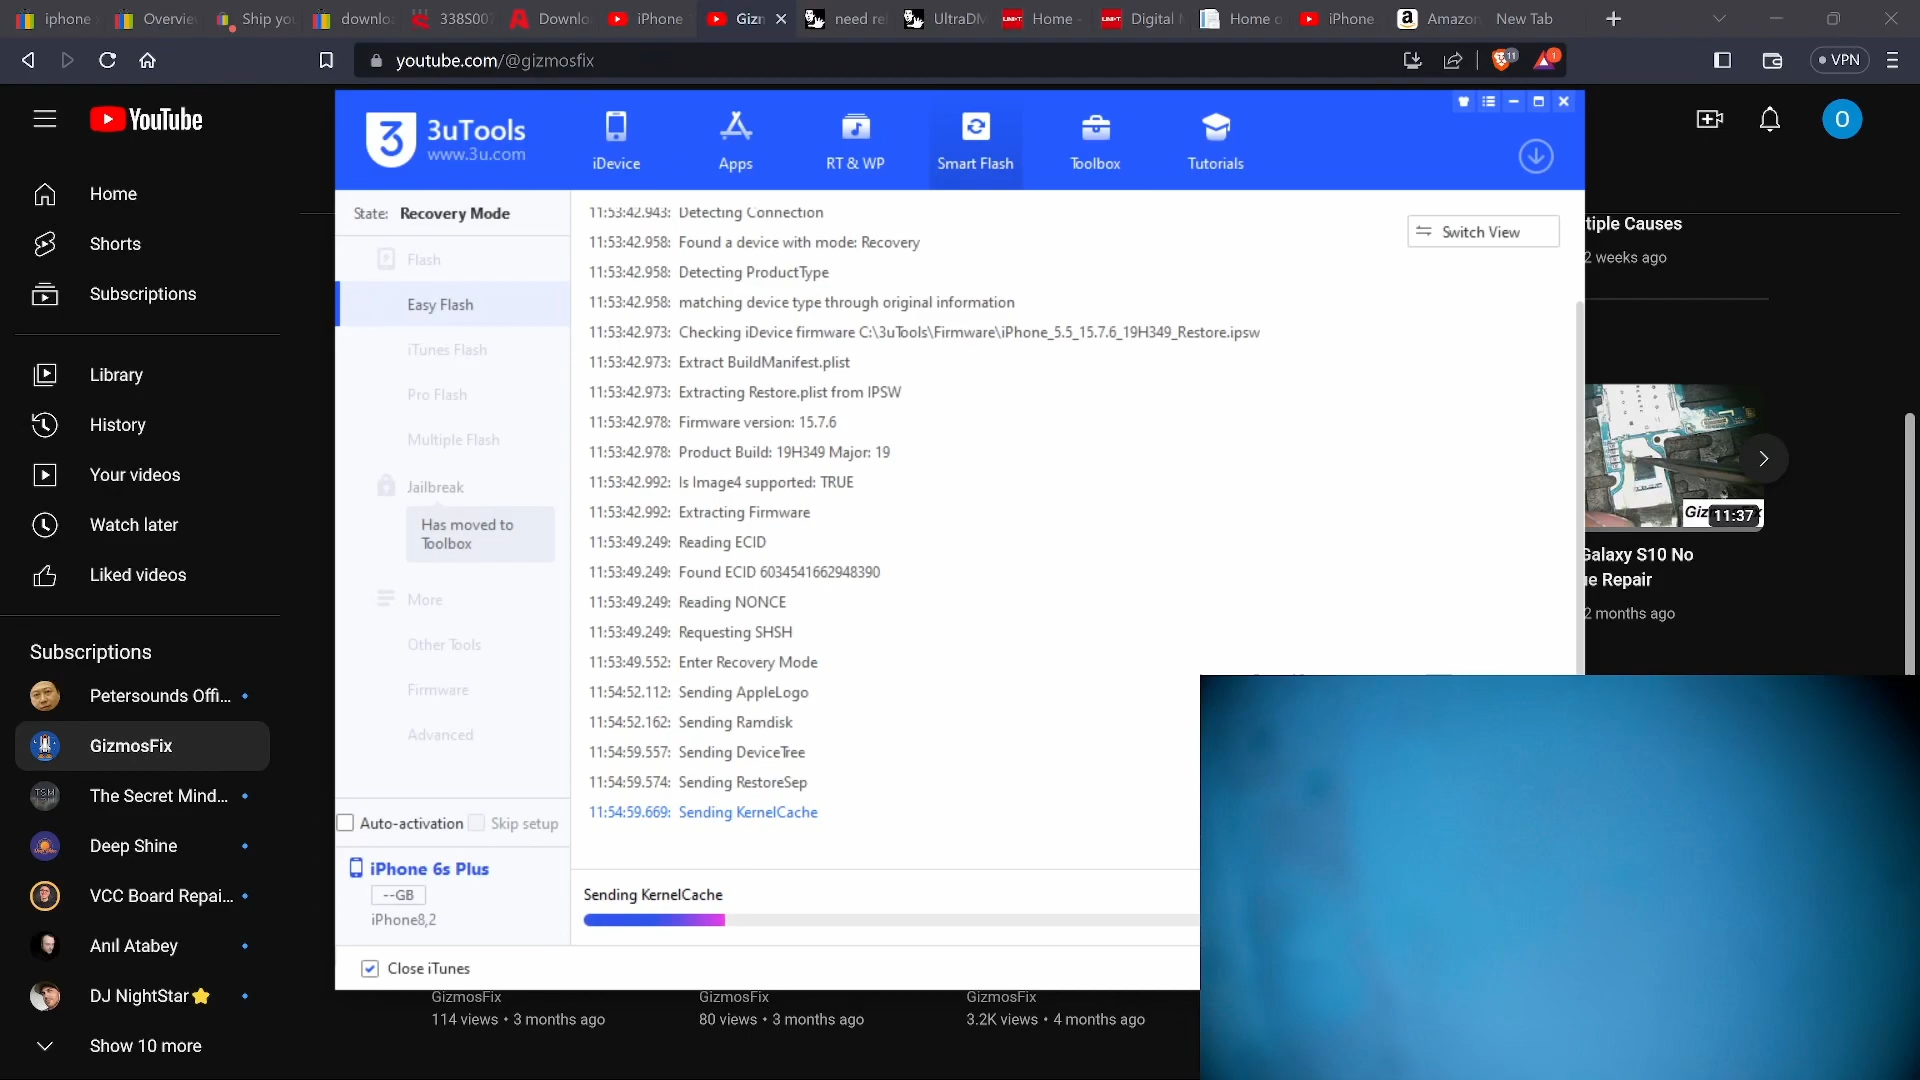 iphone
Overvie
Ship yo
downlo
338S00
Downlo
iPhone
Giz
need re
UltraDM
Home -
Digital
Home o
iPhone
Amazon
New Tab
youtube.com/@gizmosfix
11
1
VPN
YouTube
O
Home
Shorts
Subscriptions
Library
History
Your videos
Watch later
Liked videos
Subscriptions
Petersounds Offi...
GizmosFix
TSM
The Secret Mind...
Deep Shine
VCC Board Repai...
Anıl Atabey
DJ NightStar⭐
Show 10 more
3
3uTools
www.3u.com
iDevice
Apps
RT & WP
Smart Flash
Toolbox
Tutorials
State: Recovery Mode
Flash
Easy Flash
iTunes Flash
Pro Flash
Multiple Flash
Jailbreak
Has moved to
Toolbox
More
Other Tools
Firmware
Advanced
Auto-activation
Skip setup
iPhone 6s Plus
--GB
iPhone8,2
Close iTunes
Switch View
11:53:42.943: Detecting Connection
11:53:42.958: Found a device with mode: Recovery
11:53:42.958: Detecting ProductType
11:53:42.958: matching device type through original information
11:53:42.973: Checking iDevice firmware C:\3uTools\Firmware\iPhone_5.5_15.7.6_19H349_Restore.ipsw
11:53:42.973: Extract BuildManifest.plist
11:53:42.973: Extracting Restore.plist from IPSW
11:53:42.978: Firmware version: 15.7.6
11:53:42.978: Product Build: 19H349 Major: 19
11:53:42.992: Is Image4 supported: TRUE
11:53:42.992: Extracting Firmware
11:53:49.249: Reading ECID
11:53:49.249: Found ECID 6034541662948390
11:53:49.249: Reading NONCE
11:53:49.249: Requesting SHSH
11:53:49.552: Enter Recovery Mode
11:54:52.112: Sending AppleLogo
11:54:52.162: Sending Ramdisk
11:54:59.557: Sending DeviceTree
11:54:59.574: Sending RestoreSep
11:54:59.669: Sending KernelCache
Sending KernelCache
tiple Causes
2 weeks ago
Giz
11:37
Galaxy S10 No
ue Repair
2 months ago
GizmosFix
114 views • 3 months ago
GizmosFix
80 views • 3 months ago
GizmosFix
3.2K views • 4 months ago